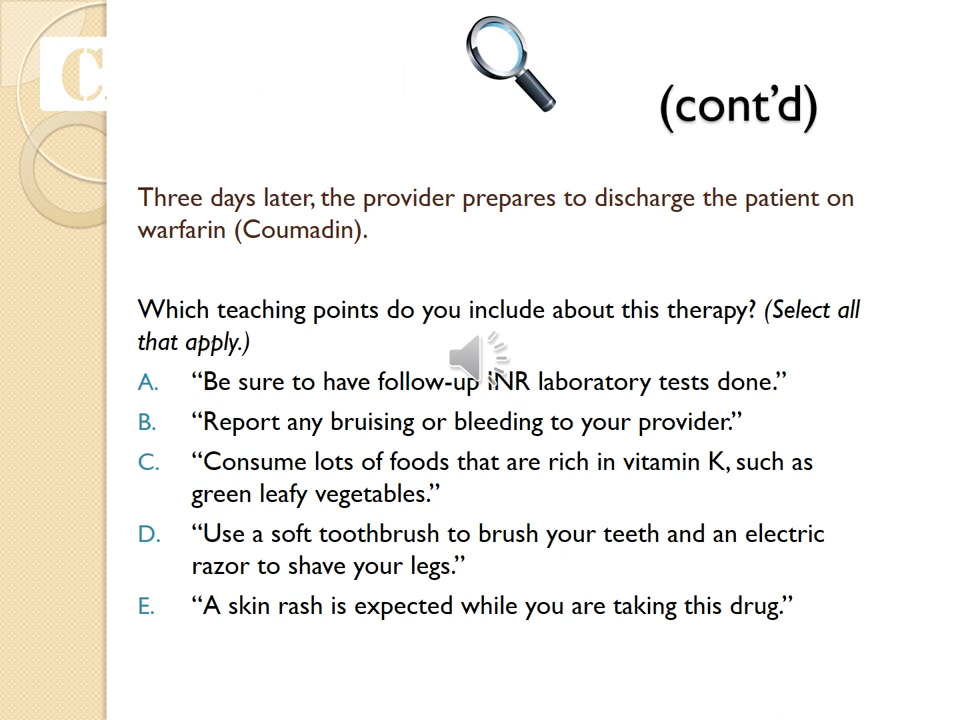 C
(cont’d)
Three days later, the provider prepares to discharge the patient on
warfarin (Coumadin).
Which teaching points do you include about this therapy? (Select all
that apply.)
A. “Be sure to have follow-up INR laboratory tests done.”
B. “Report any bruising or bleeding to your provider.”
C. “Consume lots of foods that are rich in vitamin K, such as
green leafy vegetables.”
D. “Use a soft toothbrush to brush your teeth and an electric
razor to shave your legs.”
E. “A skin rash is expected while you are taking this drug.”